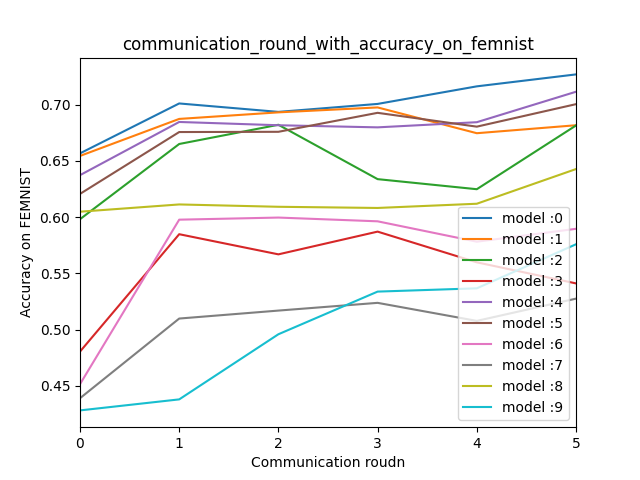 communication_round_with_accuracy_on_femnist
Accuracy on FEMNIST
0.70
0.65
0.60
0.55
0.50
0.45
model :0
model :1
model :2
model :3
model :4
model :5
model :6
model :7
model :8
model :9
0 1 2 3 4 5
Communication roudn